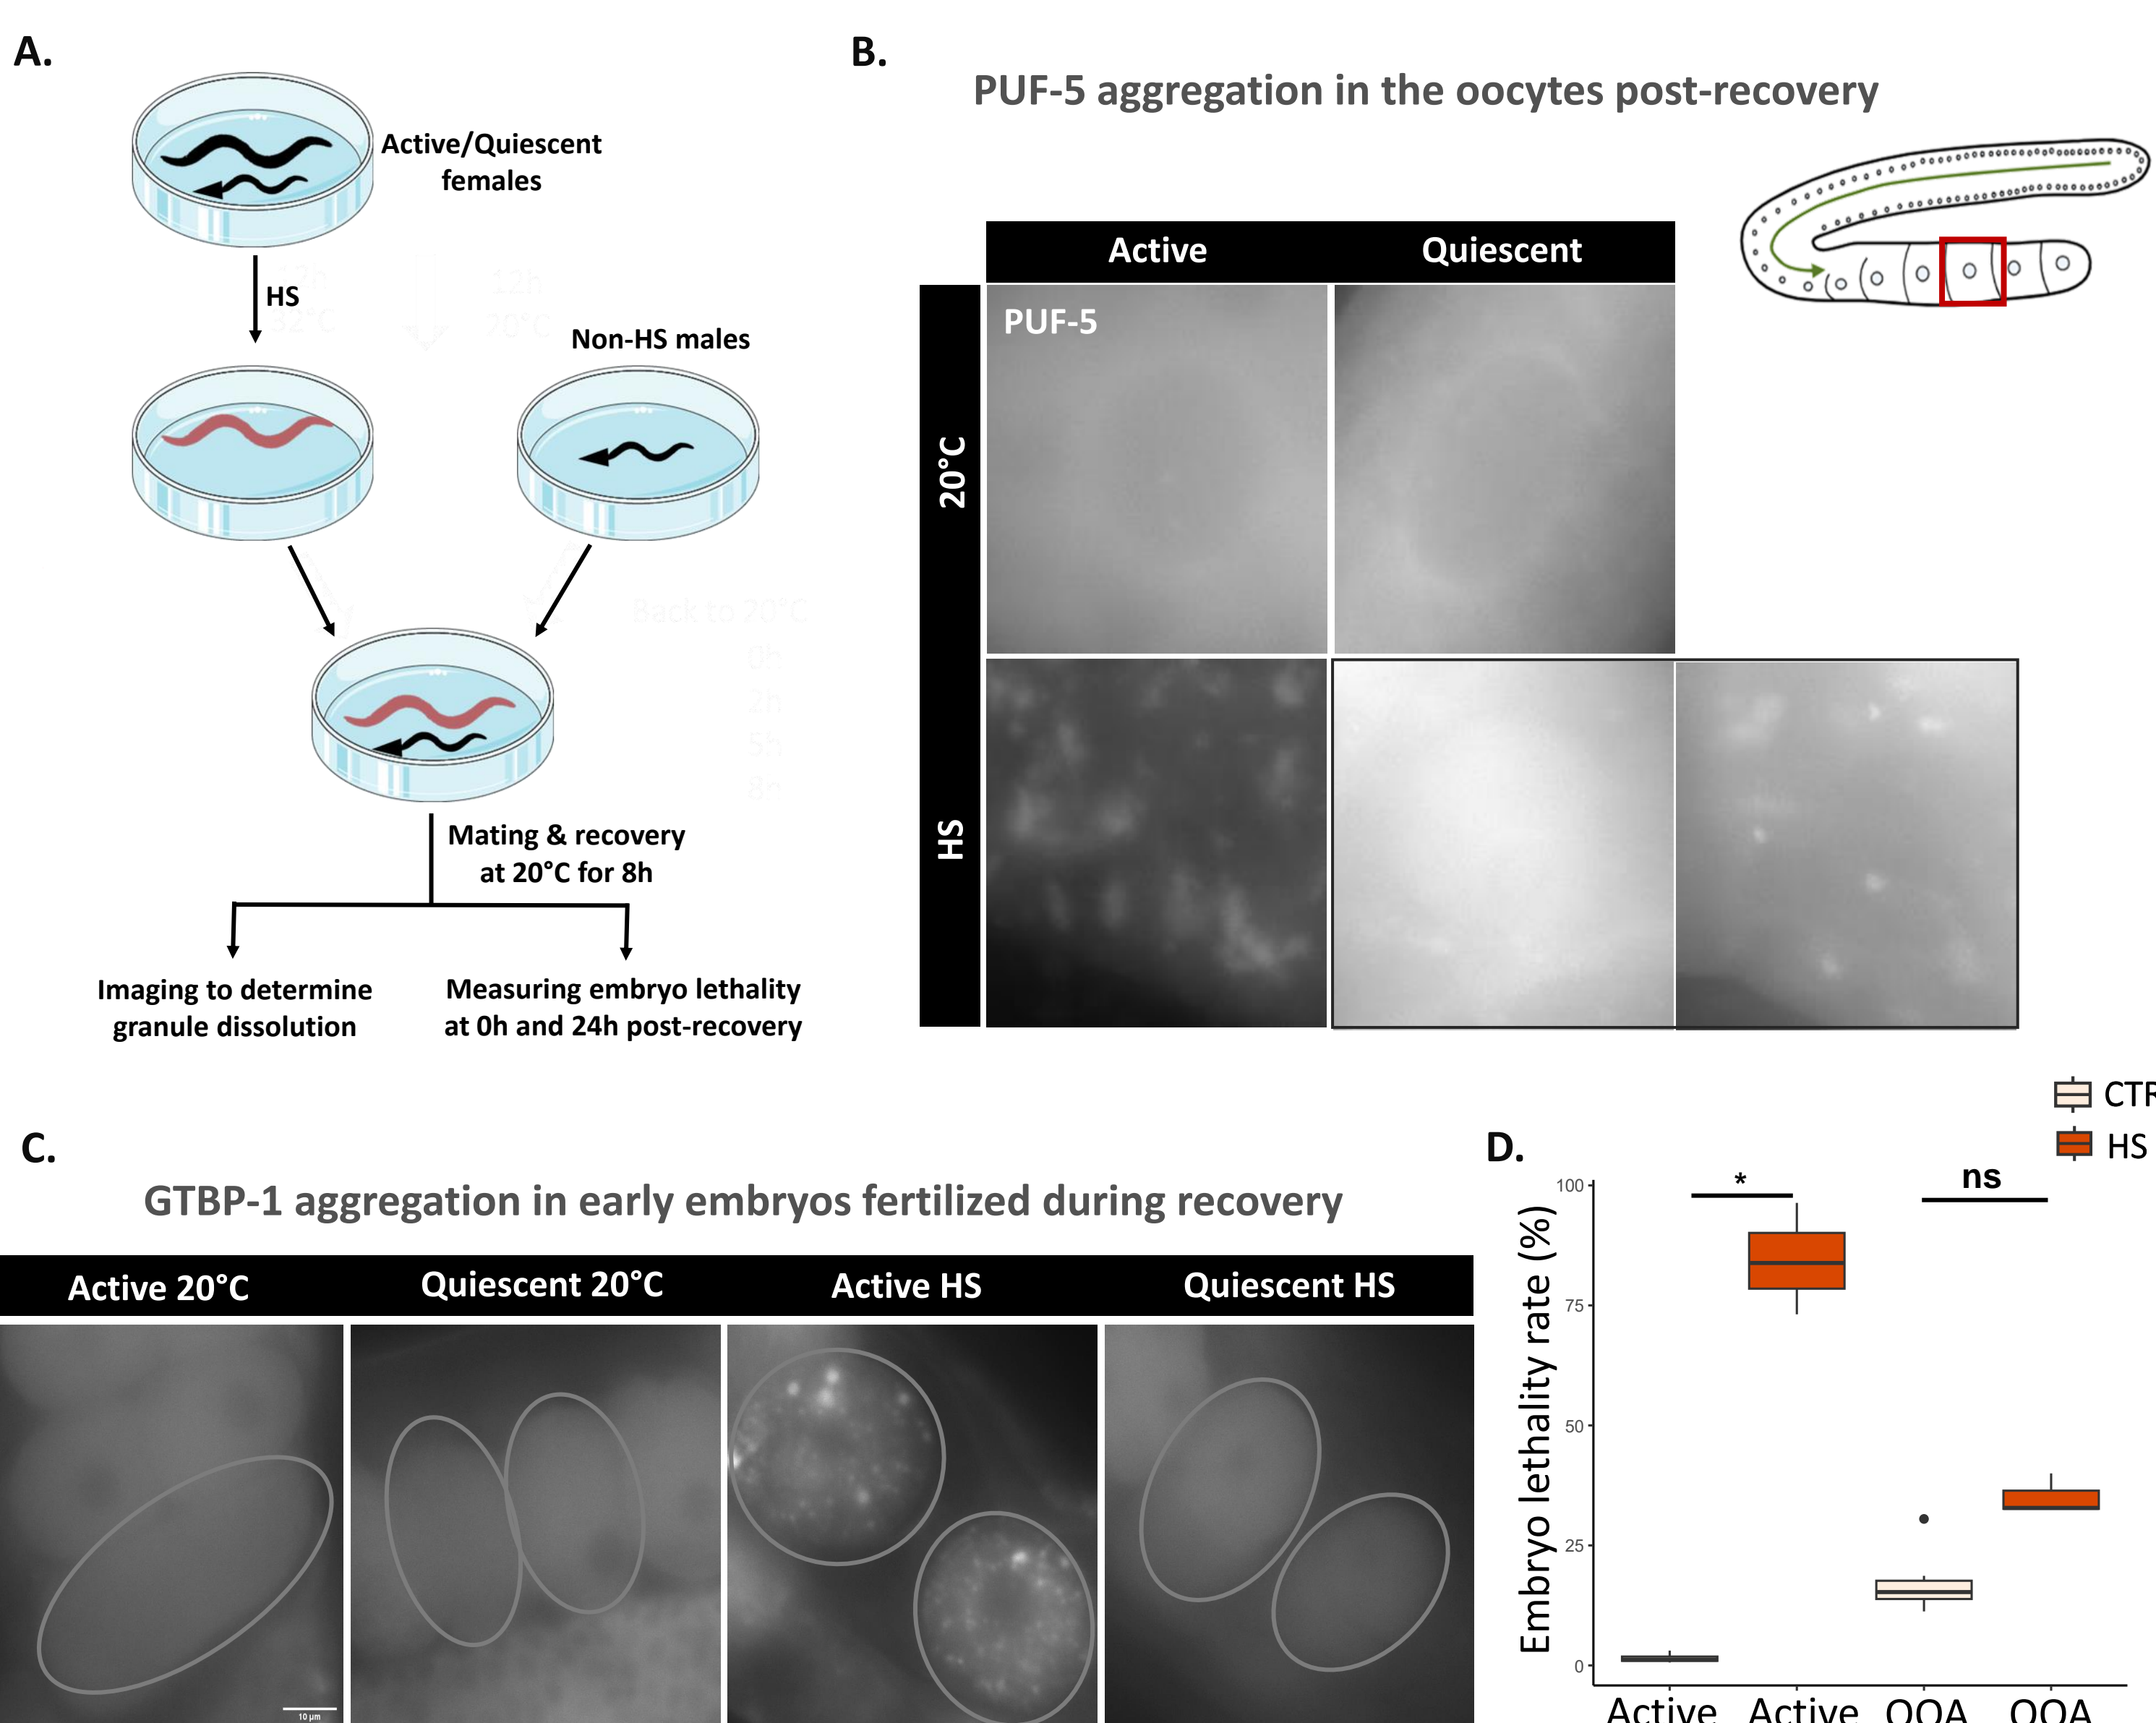 A.
Active/Quiescent
females
HS
Non-HS males
Mating & recovery
at 20°C for 8h
Imaging to determine
granule dissolution
Measuring embryo lethality
at 0h and 24h post-recovery
B.
PUF-5 aggregation in the oocytes post-recovery
Active
Quiescent
20°C
PUF-5
HS
C.
GTBP-1 aggregation in early embryos fertilized during recovery
Active 20°C
Quiescent 20°C
Active HS
Quiescent HS
10 µm
D.
CTR
HS
*
ns
Embryo lethality rate (%)
100
75
50
25
0
Active
Active
OOA
OOA